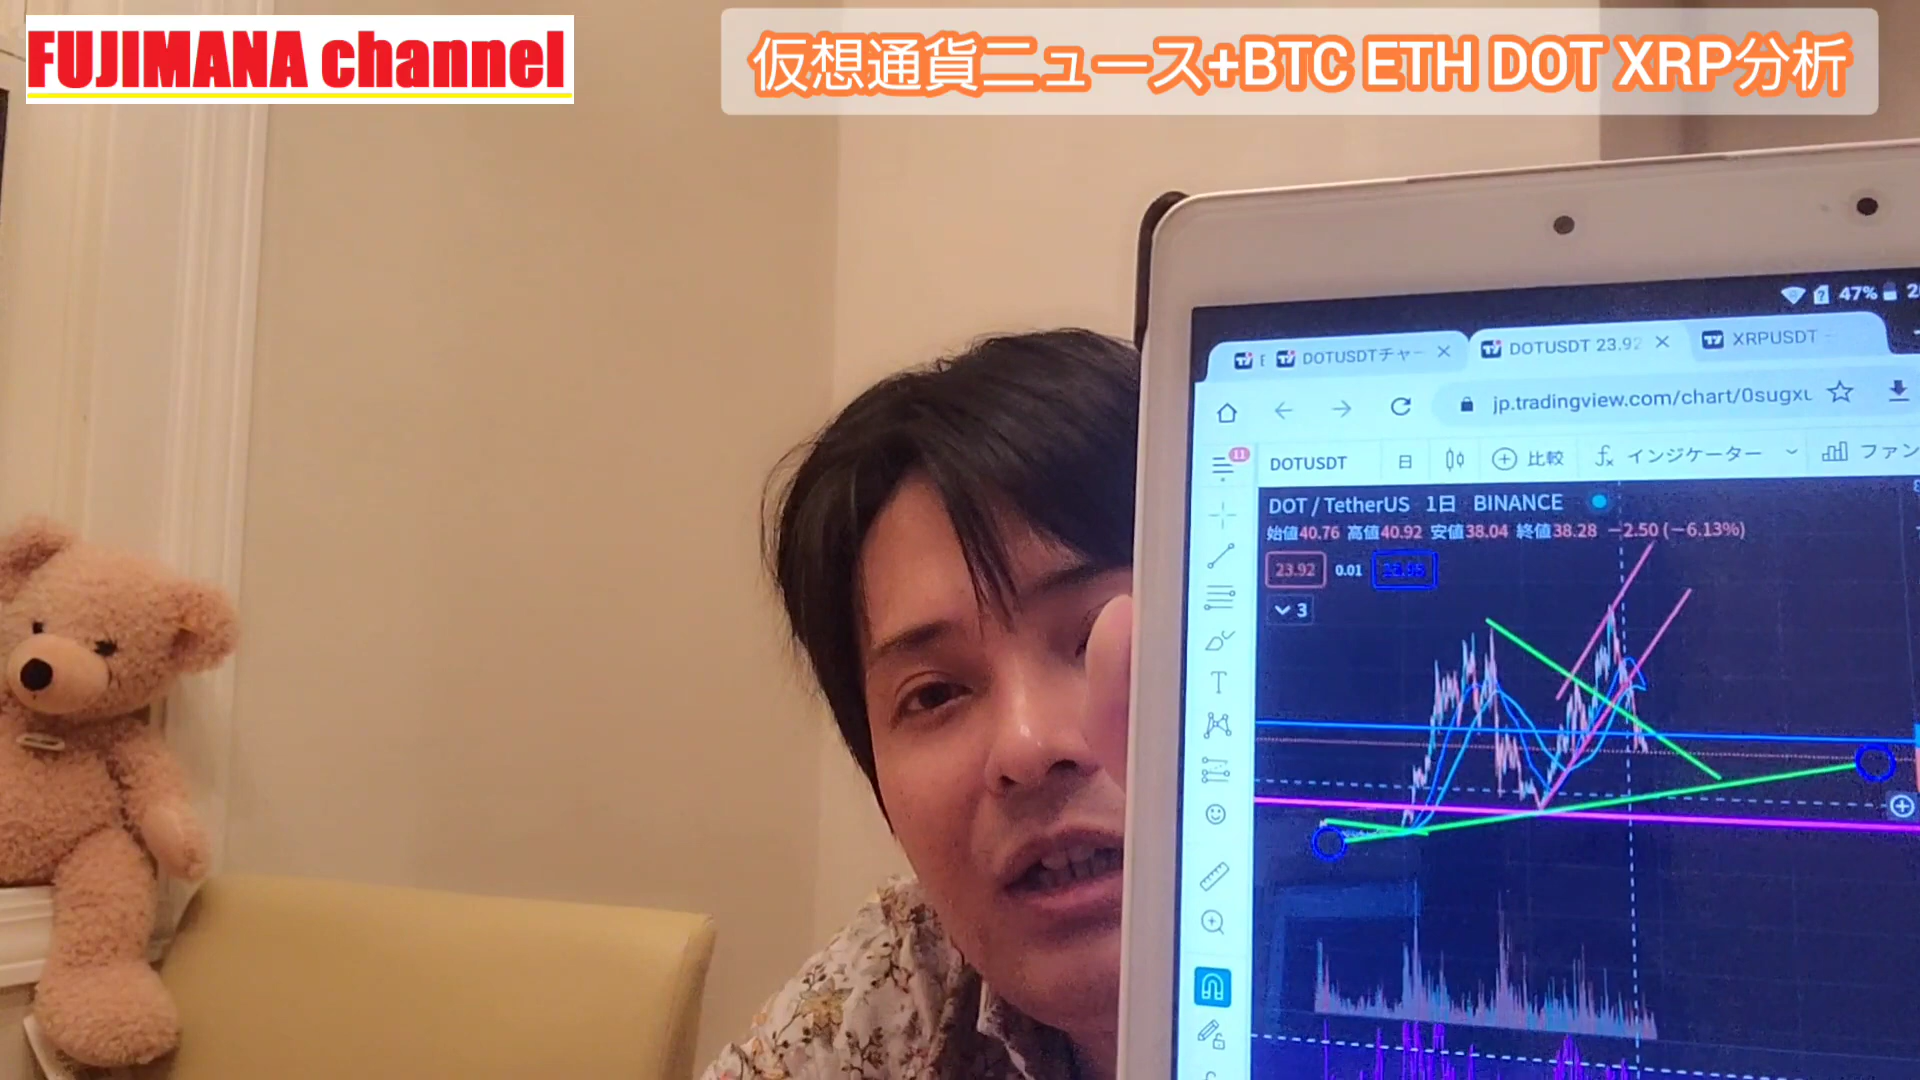 FUJIMANA channel
仮想通貨ニュース+BTC ETH DOT XRP分析
47%
DOTUSDTチャー
DOTUSDT 23.92
XRPUSDT
jp.tradingview.com/chart/0sugxu
11
DOTUSDT 日 比較 fx インジケーター ファン
DOT / TetherUS 1日 BINANCE
始値40.76 高値40.92 安値38.04 終値38.28 −2.50 (−6.13%)
23.92 0.01
3
T